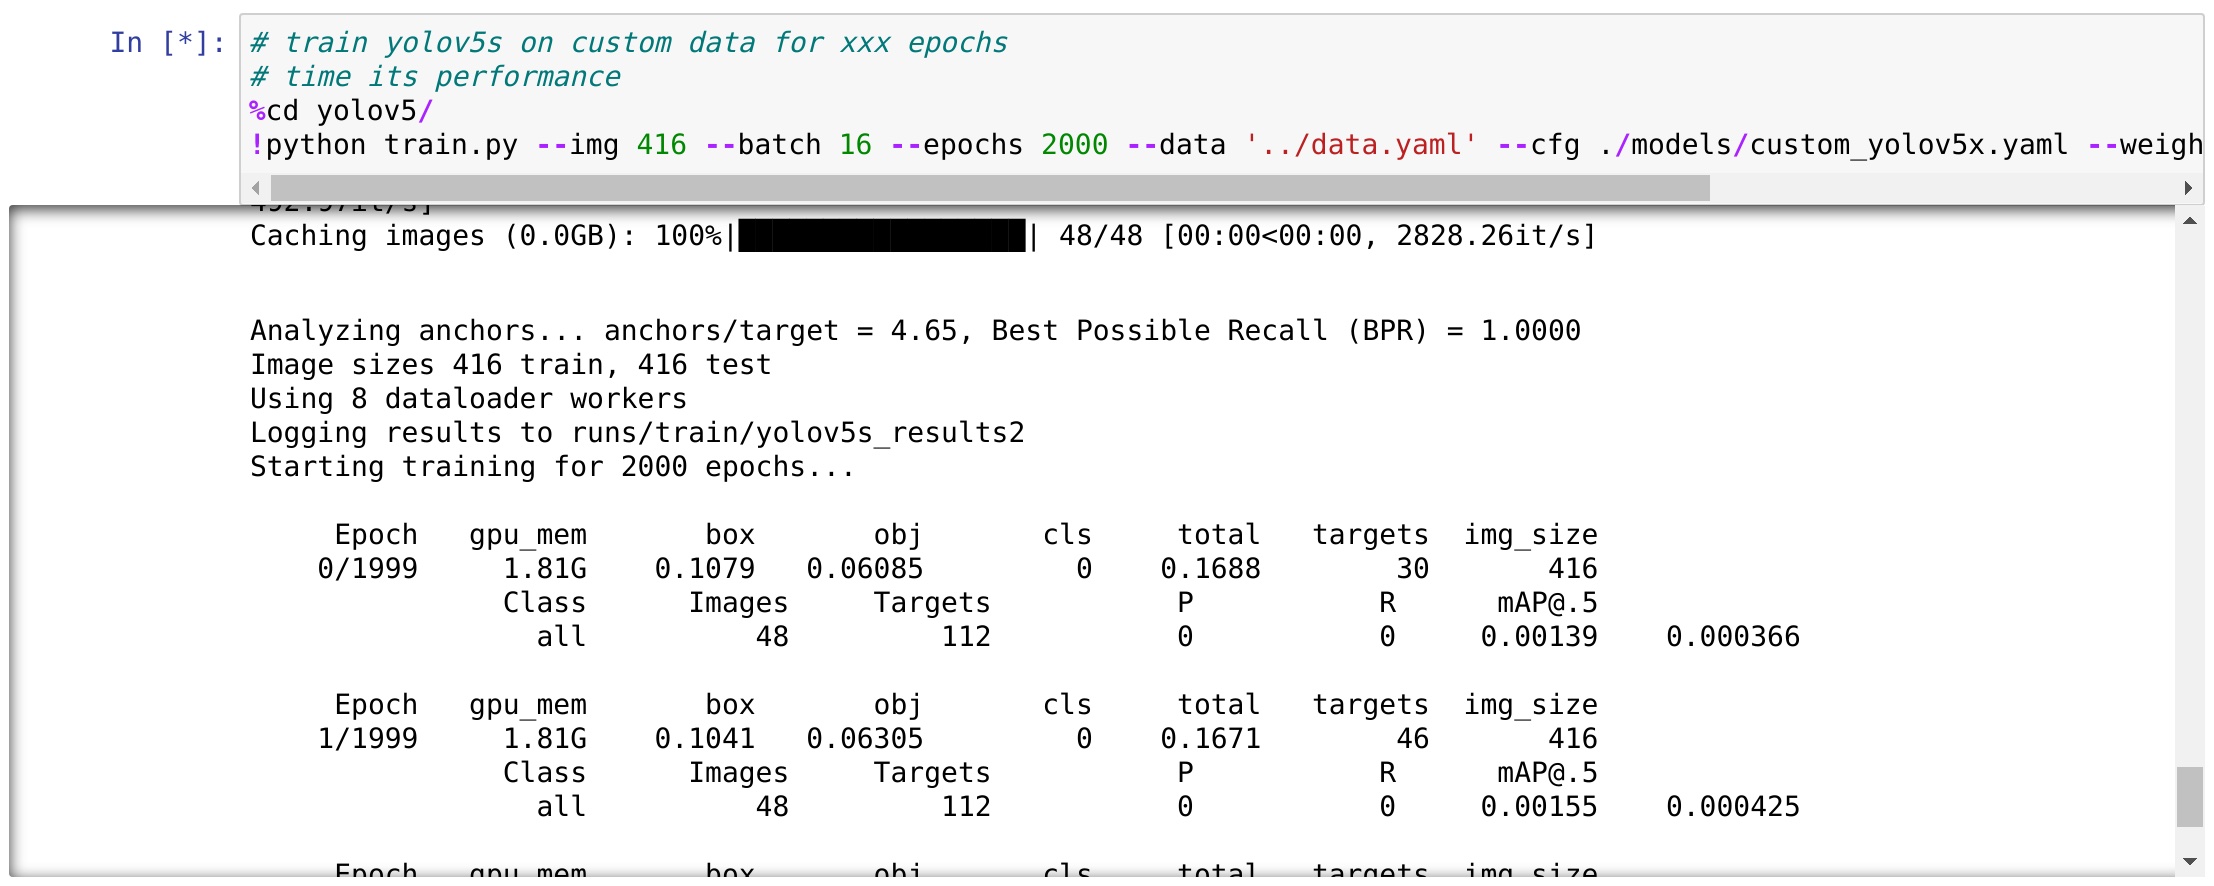 In [*]:
# train yolov5s on custom data for xxx epochs
# time its performance
%cd yolov5/
!python train.py --img 416 --batch 16 --epochs 2000 --data '../data.yaml' --cfg ./models/custom_yolov5x.yaml --weigh
492.97it/s]
Caching images (0.0GB): 100%|████████████████| 48/48 [00:00<00:00, 2828.26it/s]
Analyzing anchors... anchors/target = 4.65, Best Possible Recall (BPR) = 1.0000
Image sizes 416 train, 416 test
Using 8 dataloader workers
Logging results to runs/train/yolov5s_results2
Starting training for 2000 epochs...
Epoch gpu_mem box obj cls total targets img_size
0/1999 1.81G 0.1079 0.06085 0 0.1688 30 416
Class Images Targets P R mAP@.5
all 48 112 0 0 0.00139 0.000366
Epoch gpu_mem box obj cls total targets img_size
1/1999 1.81G 0.1041 0.06305 0 0.1671 46 416
Class Images Targets P R mAP@.5
all 48 112 0 0 0.00155 0.000425
Epoch gpu_mem box obj cls total targets img_size